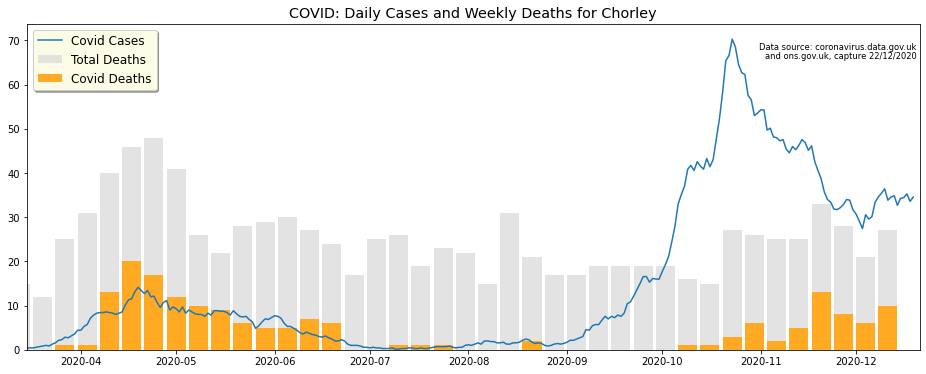 COVID: Daily Cases and Weekly Deaths for Chorley
70
60
50
40
30
20
10
0
Covid Cases
Total Deaths
Covid Deaths
Data source: coronavirus.data.gov.uk
and ons.gov.uk, capture 22/12/2020
2020-04
2020-05
2020-06
2020-07
2020-08
2020-09
2020-10
2020-11
2020-12